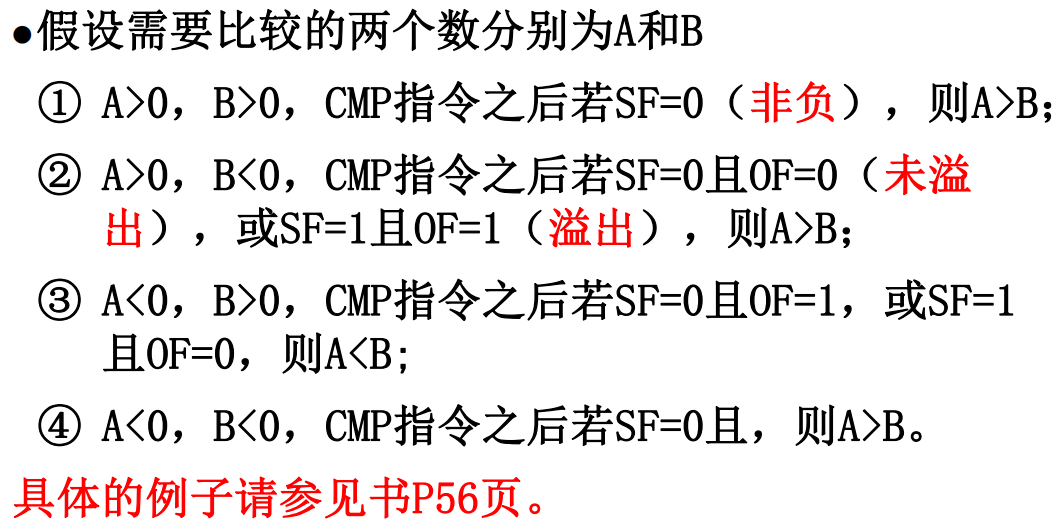 ●假设需要比较的两个数分别为A和B
① A>0，B>0，CMP指令之后若SF=0（非负），则A>B；
② A>0，B<0，CMP指令之后若SF=0且OF=0（未溢
出），或SF=1且OF=1（溢出），则A>B；
③ A<0，B>0，CMP指令之后若SF=0且OF=1，或SF=1
且OF=0，则A<B；
④ A<0，B<0，CMP指令之后若SF=0且，则A>B。
具体的例子请参见书P56页。